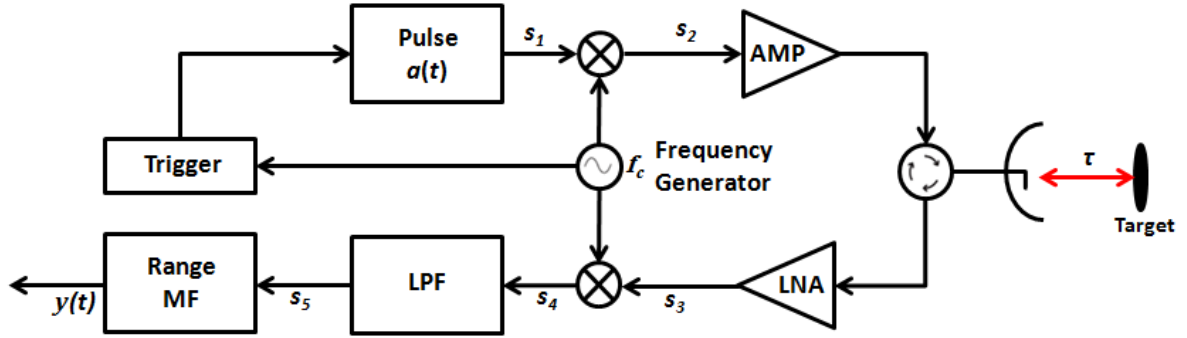 Pulse
a(t)
s1
s2
AMP
Trigger
fc
Frequency
Generator
τ
Target
Range
MF
y(t)
s5
LPF
s4
s3
LNA